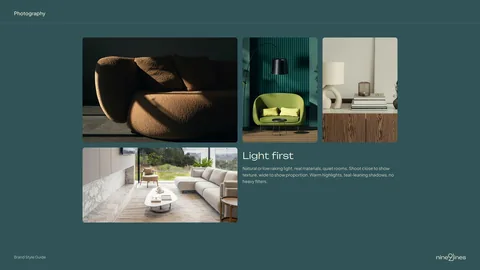 Photography
Light first
Natural or low raking light, real materials, quiet rooms. Shoot close to show
texture, wide to show proportion. Warm highlights, teal-leaning shadows, no
heavy filters.
Brand Style Guide
nine2nines